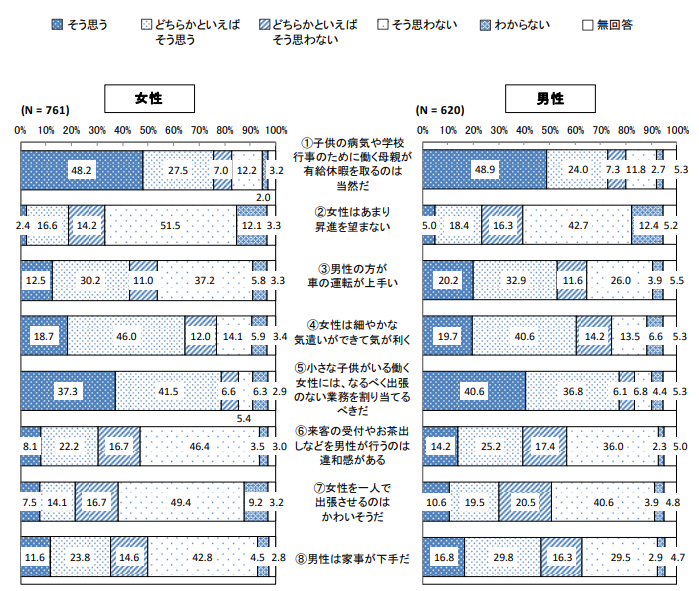 そう思う
どちらかといえば
そう思う
どちらかといえば
そう思わない
そう思わない
わからない
無回答
女性
男性
(N = 761)
(N = 620)
0% 10% 20% 30% 40% 50% 60% 70% 80% 90% 100%
0% 10% 20% 30% 40% 50% 60% 70% 80% 90% 100%
①子供の病気や学校
行事のために働く母親が
有給休暇を取るのは
当然だ
48.2 27.5 7.0 12.2 2.0 3.2
48.9 24.0 7.3 11.8 2.7 5.3
②女性はあまり
昇進を望まない
2.4 16.6 14.2 51.5 12.1 3.3
5.0 18.4 16.3 42.7 12.4 5.2
③男性の方が
車の運転が上手い
12.5 30.2 11.0 37.2 5.8 3.3
20.2 32.9 11.6 26.0 3.9 5.5
④女性は細やかな
気遣いができて気が利く
18.7 46.0 12.0 14.1 5.9 3.4
19.7 40.6 14.2 13.5 6.6 5.3
⑤小さな子供がいる働く
女性には、なるべく出張
のない業務を割り当てる
べきだ
37.3 41.5 6.6 5.4 6.3 2.9
40.6 36.8 6.1 6.8 4.4 5.3
⑥来客の受付やお茶出
しなどを男性が行うのは
違和感がある
8.1 22.2 16.7 46.4 3.5 3.0
14.2 25.2 17.4 36.0 2.3 5.0
⑦女性を一人で
出張させるのは
かわいそうだ
7.5 14.1 16.7 49.4 9.2 3.2
10.6 19.5 20.5 40.6 3.9 4.8
⑧男性は家事が下手だ
11.6 23.8 14.6 42.8 4.5 2.8
16.8 29.8 16.3 29.5 2.9 4.7